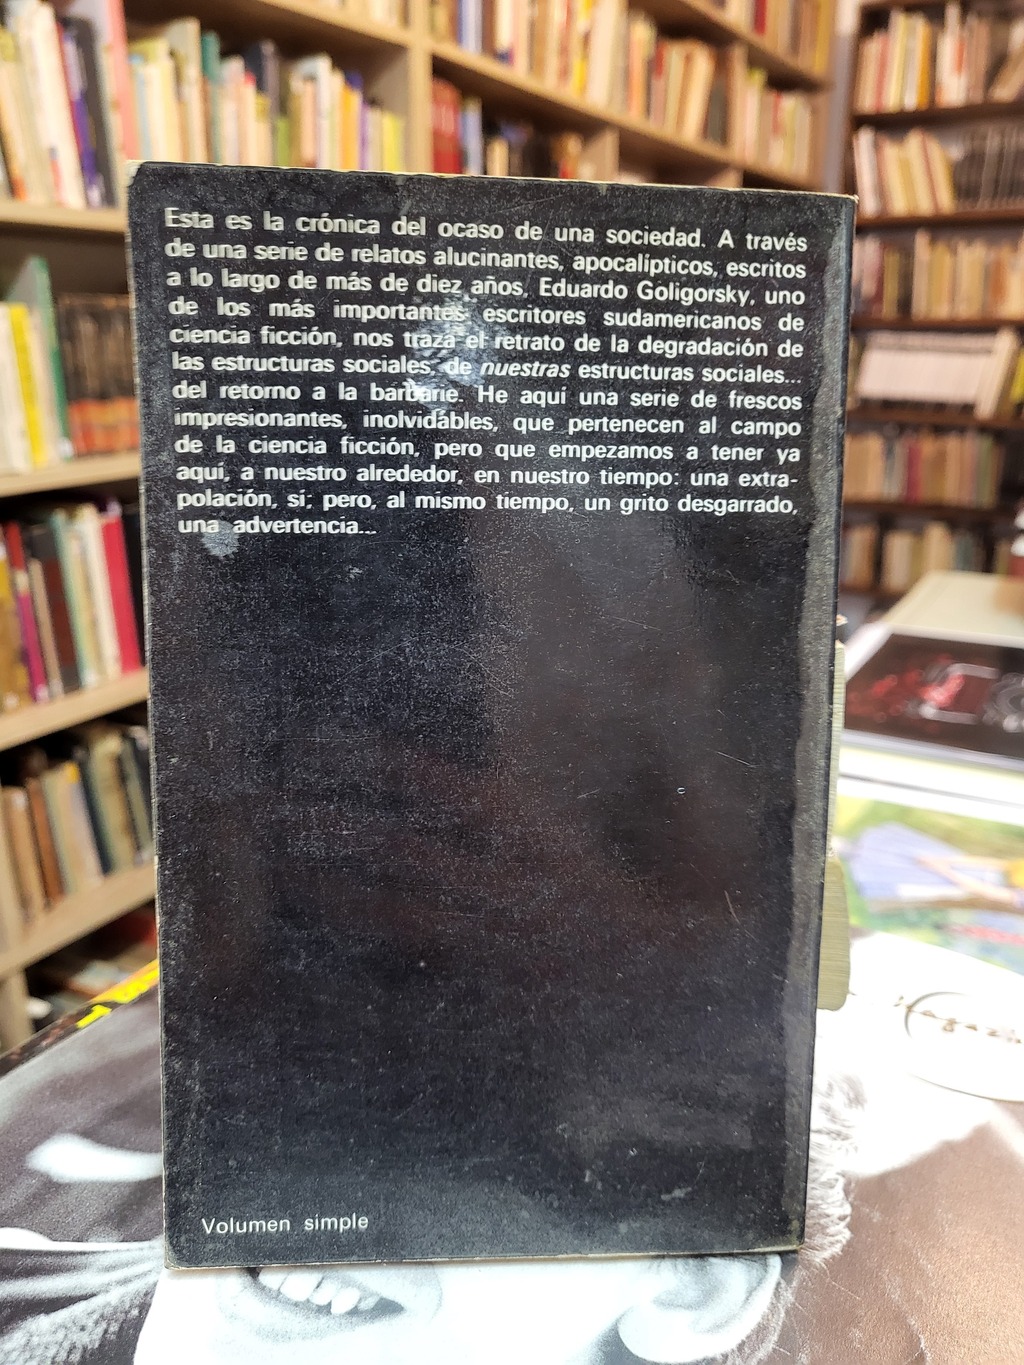 Esta es la crónica del ocaso de una sociedad. A través
de una serie de relatos alucinantes, apocalípticos, escritos
a lo largo de más de diez años, Eduardo Goligorsky, uno
de los más importantes escritores sudamericanos de
ciencia ficción, nos traza el retrato de la degradación de
las estructuras sociales, de nuestras estructuras sociales...
del retorno a la barbarie. He aquí una serie de frescos
impresionantes, inolvidables, que pertenecen al campo
de la ciencia ficción, pero que empezamos a tener ya
aquí, a nuestro alrededor, en nuestro tiempo: una extra-
polación, sí; pero, al mismo tiempo, un grito desgarrado,
una advertencia...
Volumen simple